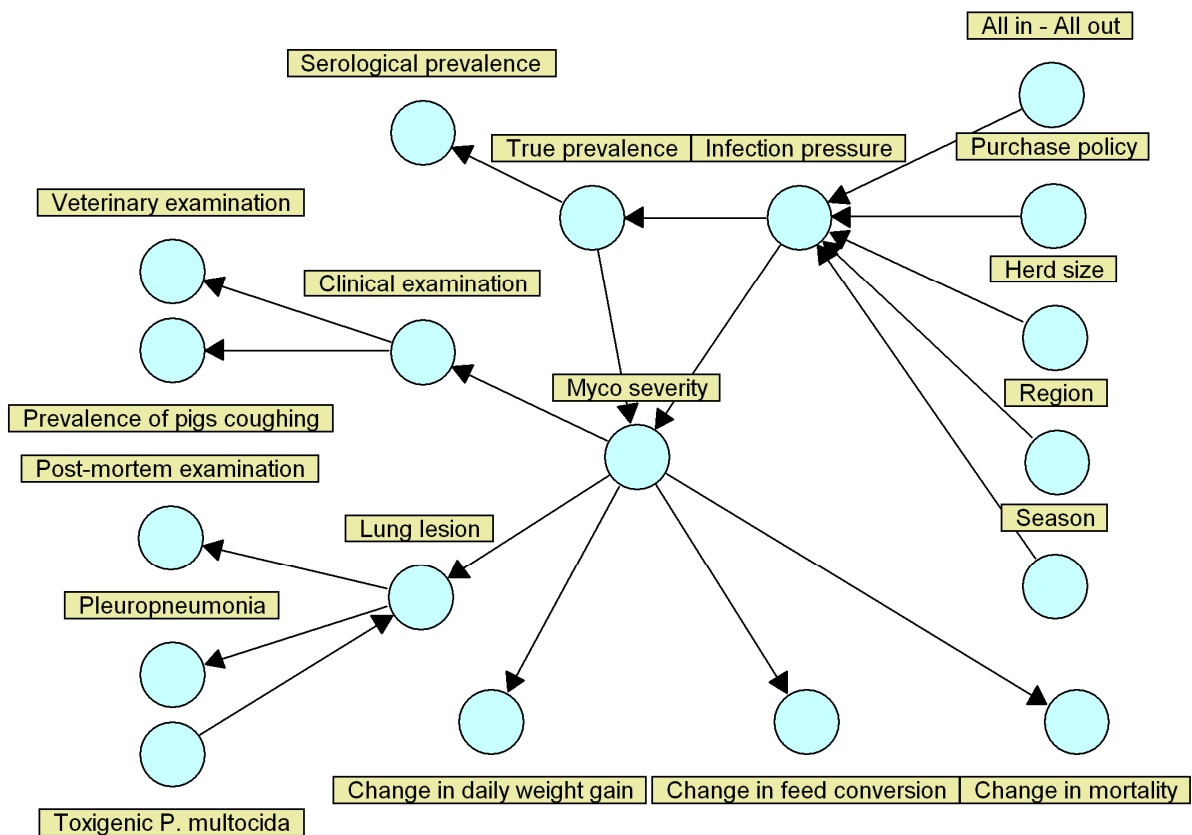 All in - All out
Serological prevalence
True prevalence
Infection pressure
Purchase policy
Veterinary examination
Herd size
Clinical examination
Myco severity
Region
Prevalence of pigs coughing
Post-mortem examination
Season
Lung lesion
Pleuropneumonia
Change in daily weight gain
Change in feed conversion
Change in mortality
Toxigenic P. multocida